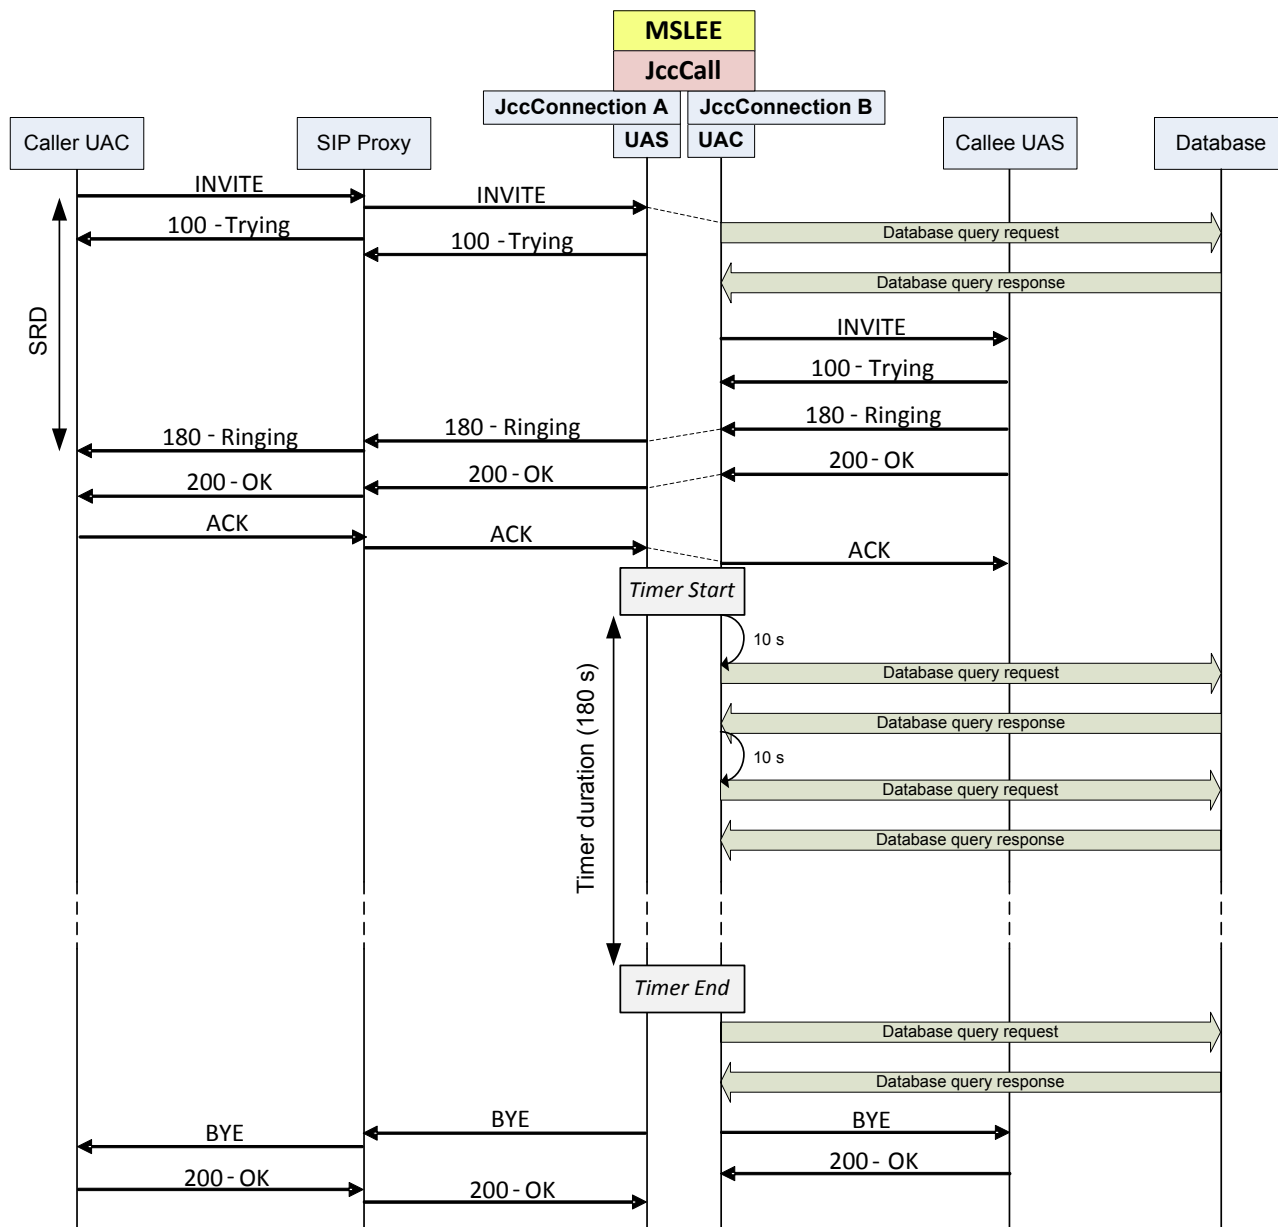 MSLEE
JccCall
JccConnection A
JccConnection B
Caller UAC
SIP Proxy
UAS
UAC
Callee UAS
Database
INVITE
INVITE
100 - Trying
Database query request
100 - Trying
Database query response
SRD
INVITE
100 - Trying
180 - Ringing
180 - Ringing
180 - Ringing
200 - OK
200 - OK
200 - OK
ACK
ACK
ACK
Timer Start
10 s
Database query request
Timer duration (180 s)
Database query response
10 s
Database query request
Database query response
Timer End
Database query request
Database query response
BYE
BYE
BYE
200 - OK
200 - OK
200 - OK